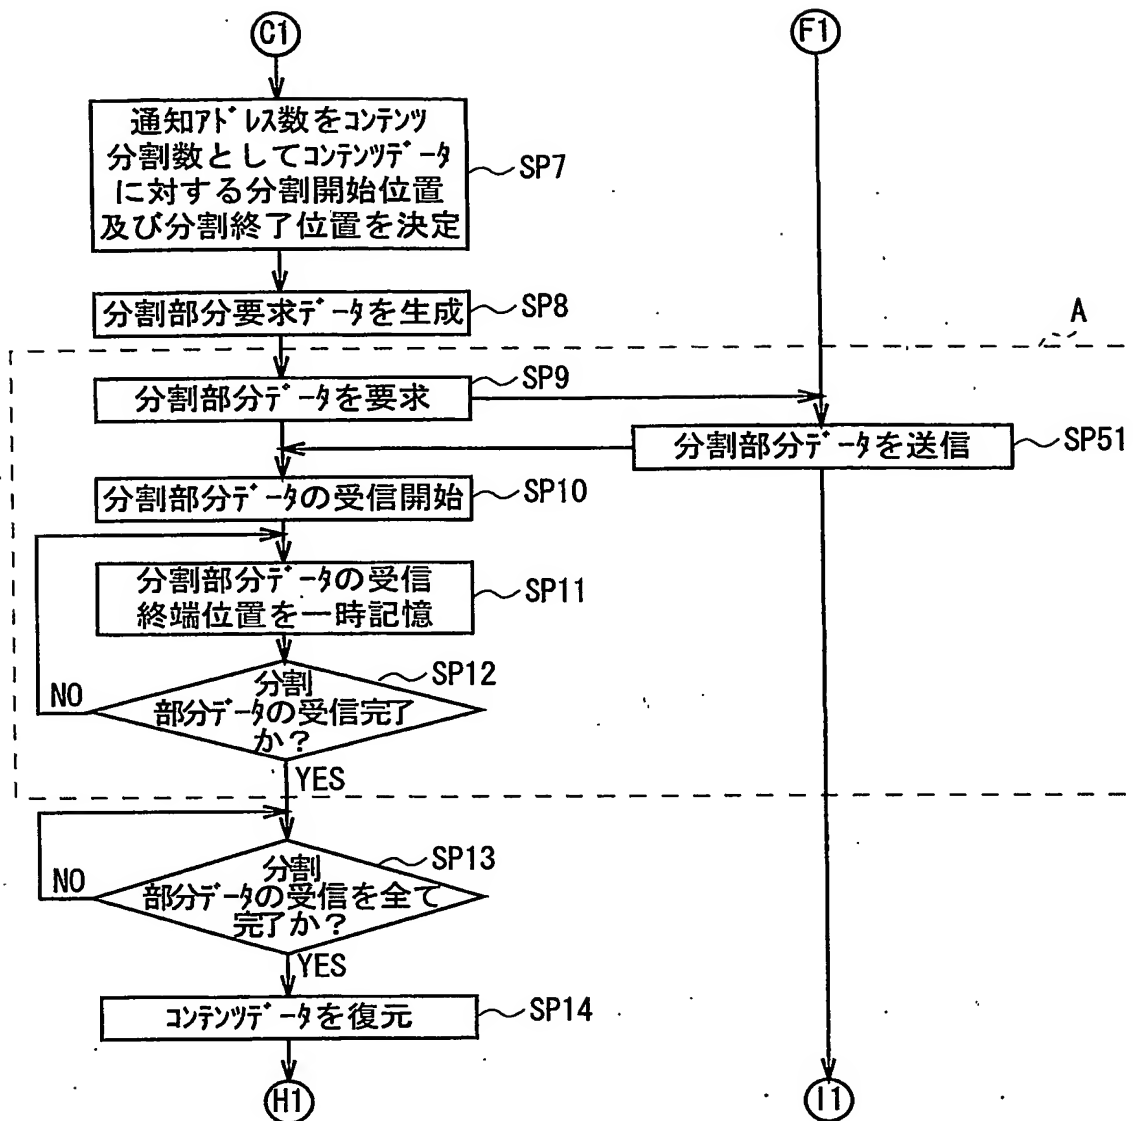 C1
F1
通知ｱﾄﾞﾚｽ数をｺﾝﾃﾝﾂ
分割数としてｺﾝﾃﾝﾂﾃﾞｰﾀ
に対する分割開始位置
及び分割終了位置を決定
SP7
分割部分要求ﾃﾞｰﾀを生成
SP8
A
分割部分ﾃﾞｰﾀを要求
SP9
分割部分ﾃﾞｰﾀを送信
SP51
分割部分ﾃﾞｰﾀの受信開始
SP10
分割部分ﾃﾞｰﾀの受信
終端位置を一時記憶
SP11
SP12
分割
部分ﾃﾞｰﾀの受信完了
か？
NO
YES
SP13
分割
部分ﾃﾞｰﾀの受信を全て
完了か？
NO
YES
ｺﾝﾃﾝﾂﾃﾞｰﾀを復元
SP14
H1
I1